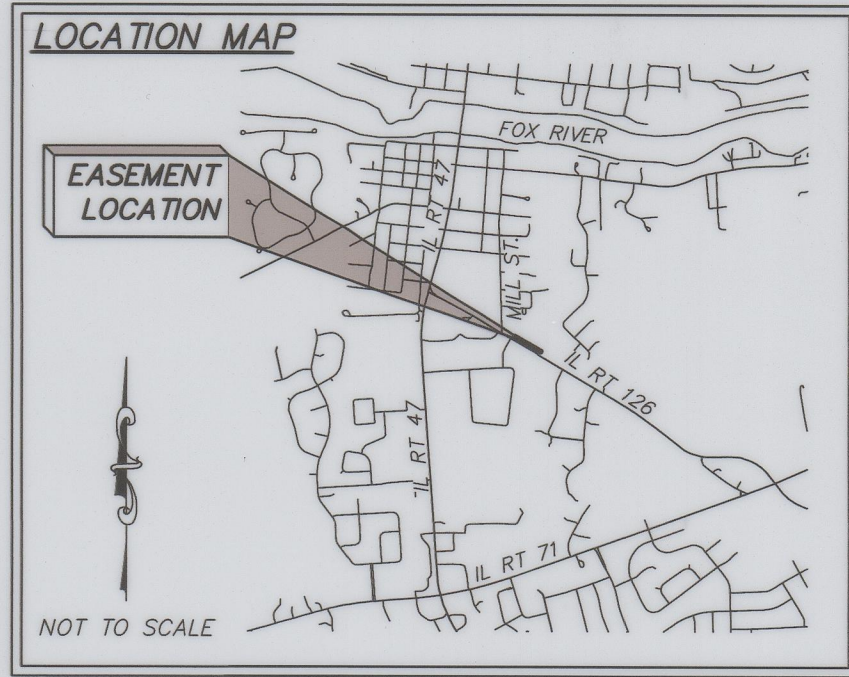 LOCATION MAP
FOX RIVER
EASEMENT
LOCATION
IL RT 47
MILL ST.
IL RT 126
IL RT 47
IL RT 71
NOT TO SCALE